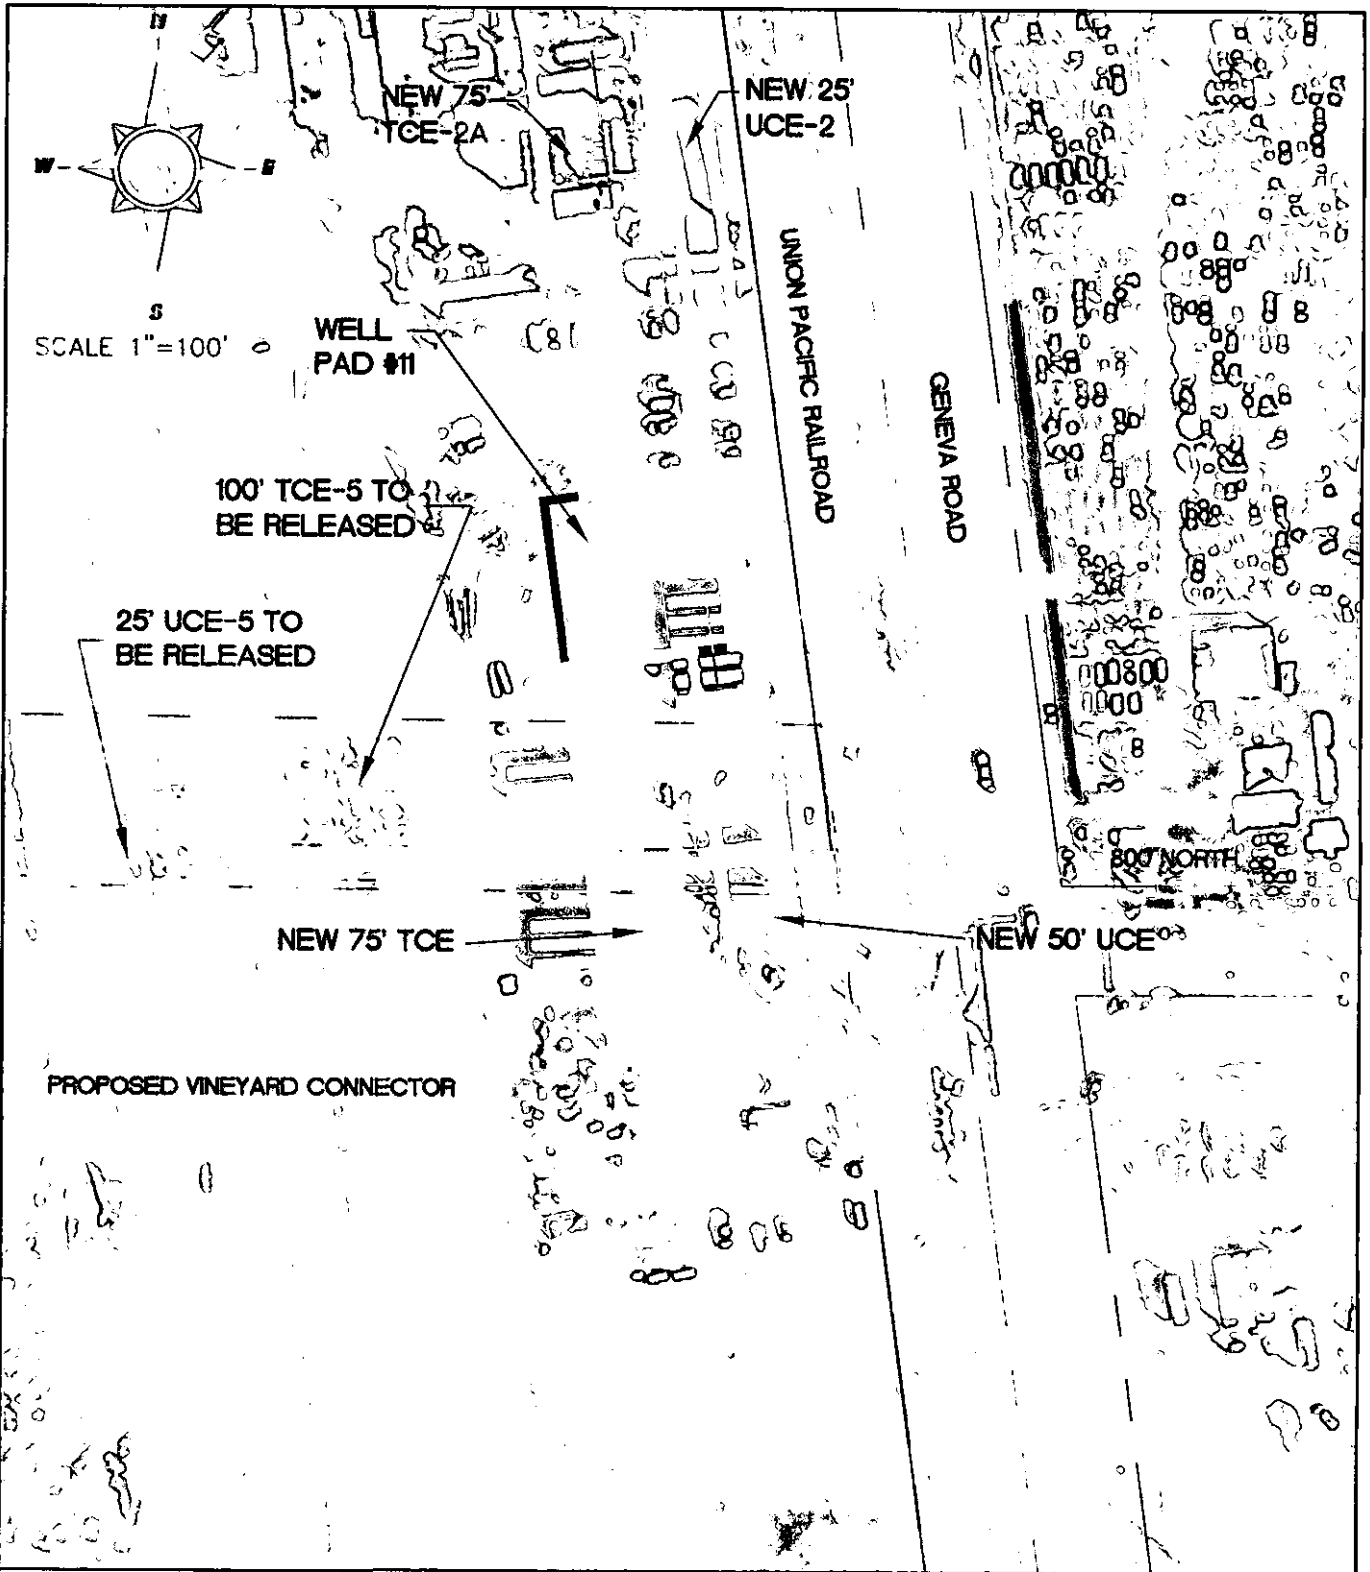 N
NEW 75'
TCE-2A
NEW 25'
UCE-2
W
E
S
SCALE 1"=100'
WELL
PAD #11
UNION PACIFIC RAILROAD
GENEVA ROAD
100' TCE-5 TO
BE RELEASED
25' UCE-5 TO
BE RELEASED
800 NORTH
NEW 75' TCE
NEW 50' UCE
PROPOSED VINEYARD CONNECTOR